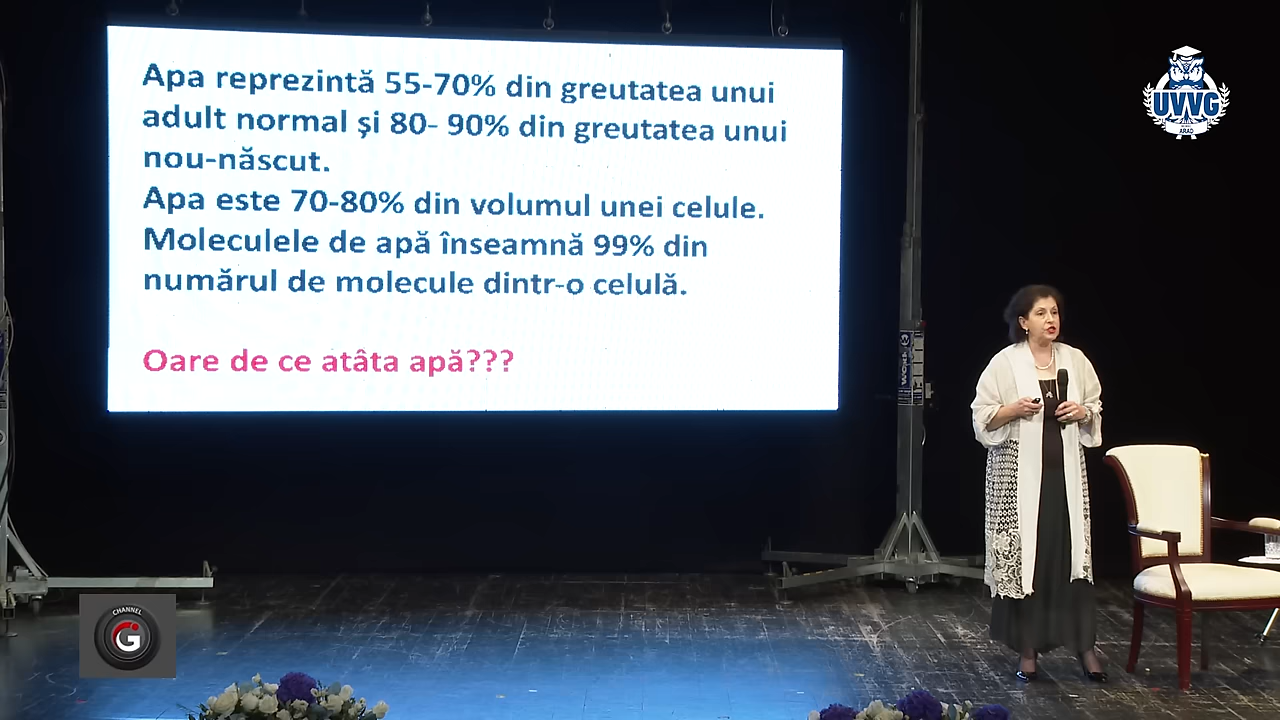 Apa reprezintă 55-70% din greutatea unui
adult normal şi 80- 90% din greutatea unui
nou-născut.
Apa este 70-80% din volumul unei celule.
Moleculele de apă înseamnă 99% din
numărul de molecule dintr-o celulă.
Oare de ce atâta apă???
UVVG
ARAD
WORK
CHANNEL
G